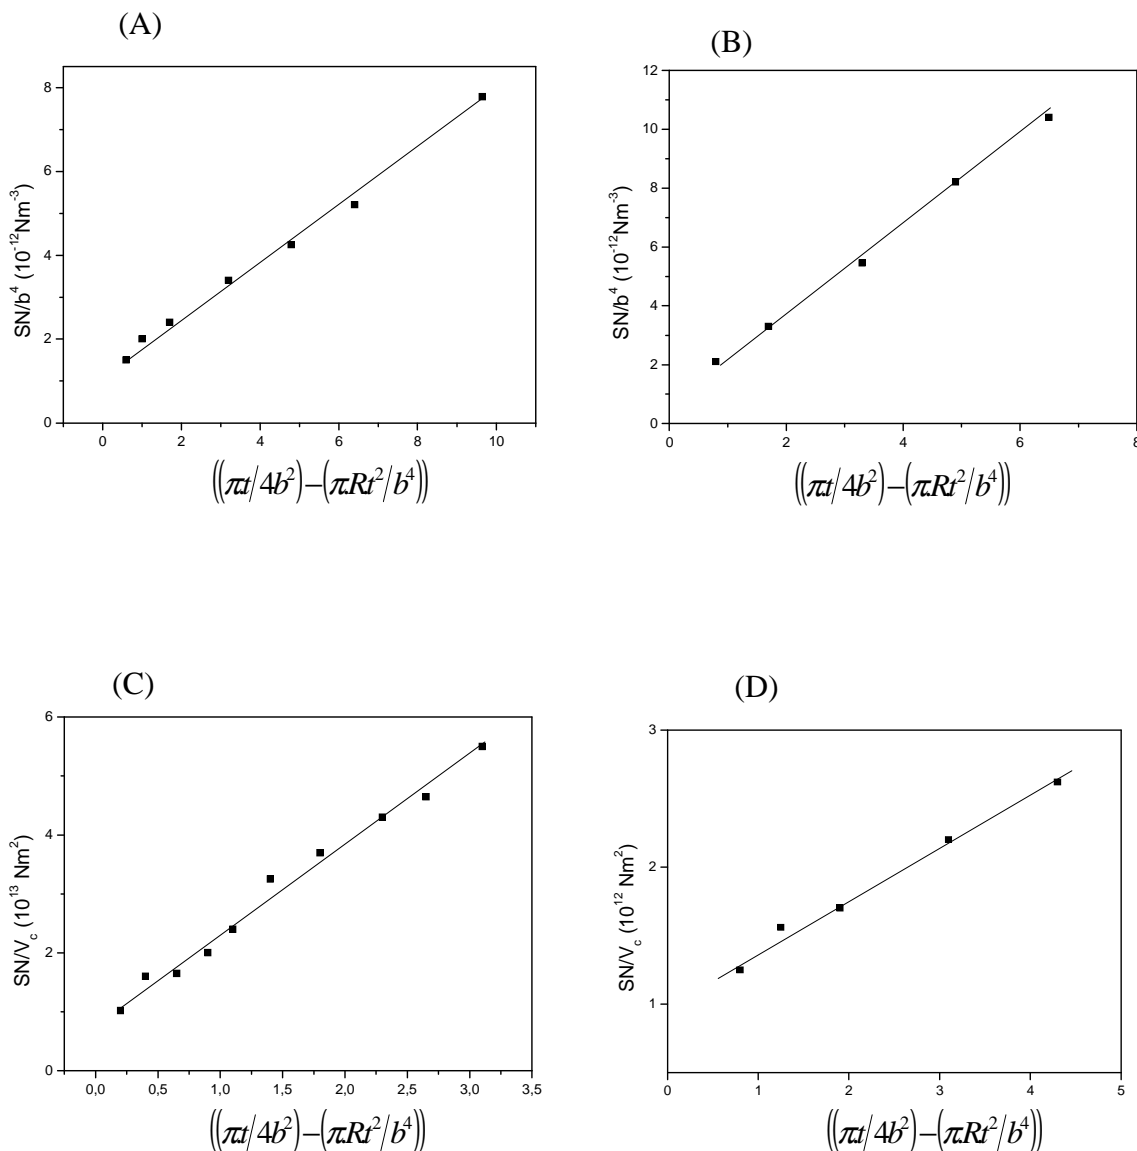 (A)
8
6
4
2
0
SN/b⁴ (10⁻¹²Nm⁻³)
0 2 4 6 8 10
((πt/4b²)−(πRt²/b⁴))
(B)
12
10
8
6
4
2
0
SN/b⁴ (10⁻¹²Nm⁻³)
0 2 4 6 8
((πt/4b²)−(πRt²/b⁴))
(C)
6
4
2
0
SN/V_c (10¹³ Nm²)
0,0 0,5 1,0 1,5 2,0 2,5 3,0 3,5
((πt/4b²)−(πRt²/b⁴))
(D)
3
2
1
SN/V_c (10¹² Nm²)
0 1 2 3 4 5
((πt/4b²)−(πRt²/b⁴))